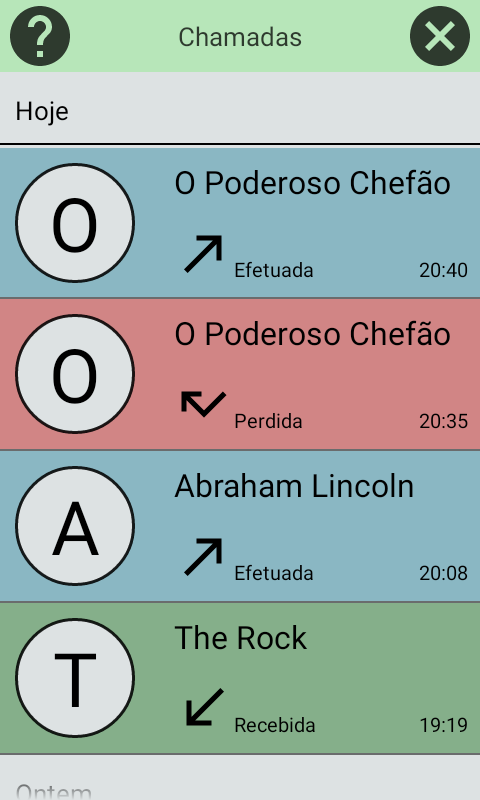 Chamadas
Hoje
O
O Poderoso Chefão
Efetuada 20:40
O
O Poderoso Chefão
Perdida 20:35
A
Abraham Lincoln
Efetuada 20:08
T
The Rock
Recebida 19:19
Ontem